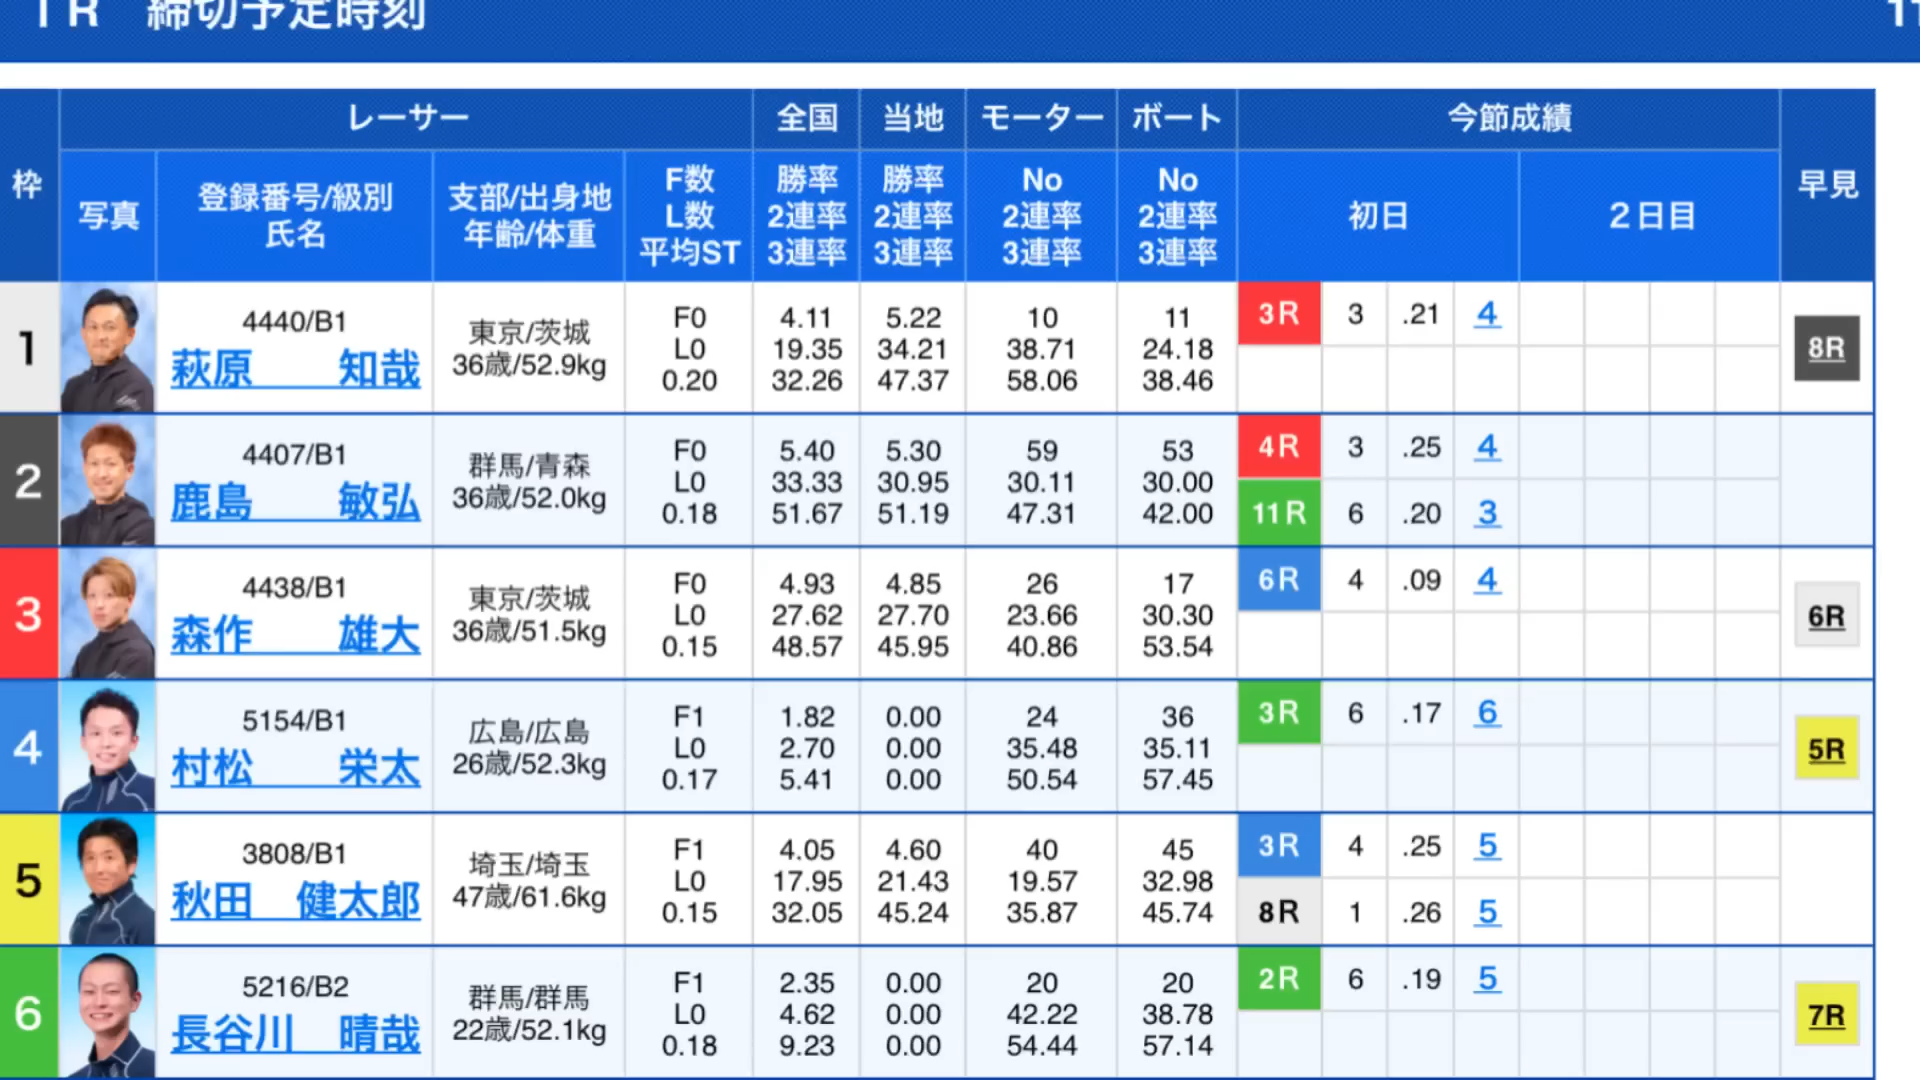 1R 締切予定時刻 11
枠 レーサー 全国 当地 モーター ボート 今節成績 早見
写真 登録番号/級別 氏名 支部/出身地 年齢/体重 F数 L数 平均ST 勝率 2連率 3連率 勝率 2連率 3連率 No 2連率 3連率 No 2連率 3連率 初日 2日目
1 4440/B1 東京/茨城 F0 4.11 5.22 10 11 3R 3 .21 4 8R
萩原 知哉 36歳/52.9kg L0 19.35 34.21 38.71 24.18
0.20 32.26 47.37 58.06 38.46
2 4407/B1 群馬/青森 F0 5.40 5.30 59 53 4R 3 .25 4
鹿島 敏弘 36歳/52.0kg L0 33.33 30.95 30.11 30.00
0.18 51.67 51.19 47.31 42.00 11R 6 .20 3
3 4438/B1 東京/茨城 F0 4.93 4.85 26 17 6R 4 .09 4 6R
森作 雄大 36歳/51.5kg L0 27.62 27.70 23.66 30.30
0.15 48.57 45.95 40.86 53.54
4 5154/B1 広島/広島 F1 1.82 0.00 24 36 3R 6 .17 6 5R
村松 栄太 26歳/52.3kg L0 2.70 0.00 35.48 35.11
0.17 5.41 0.00 50.54 57.45
5 3808/B1 埼玉/埼玉 F1 4.05 4.60 40 45 3R 4 .25 5
秋田 健太郎 47歳/61.6kg L0 17.95 21.43 19.57 32.98
0.15 32.05 45.24 35.87 45.74 8R 1 .26 5
6 5216/B2 群馬/群馬 F1 2.35 0.00 20 20 2R 6 .19 5 7R
長谷川 晴哉 22歳/52.1kg L0 4.62 0.00 42.22 38.78
0.18 9.23 0.00 54.44 57.14